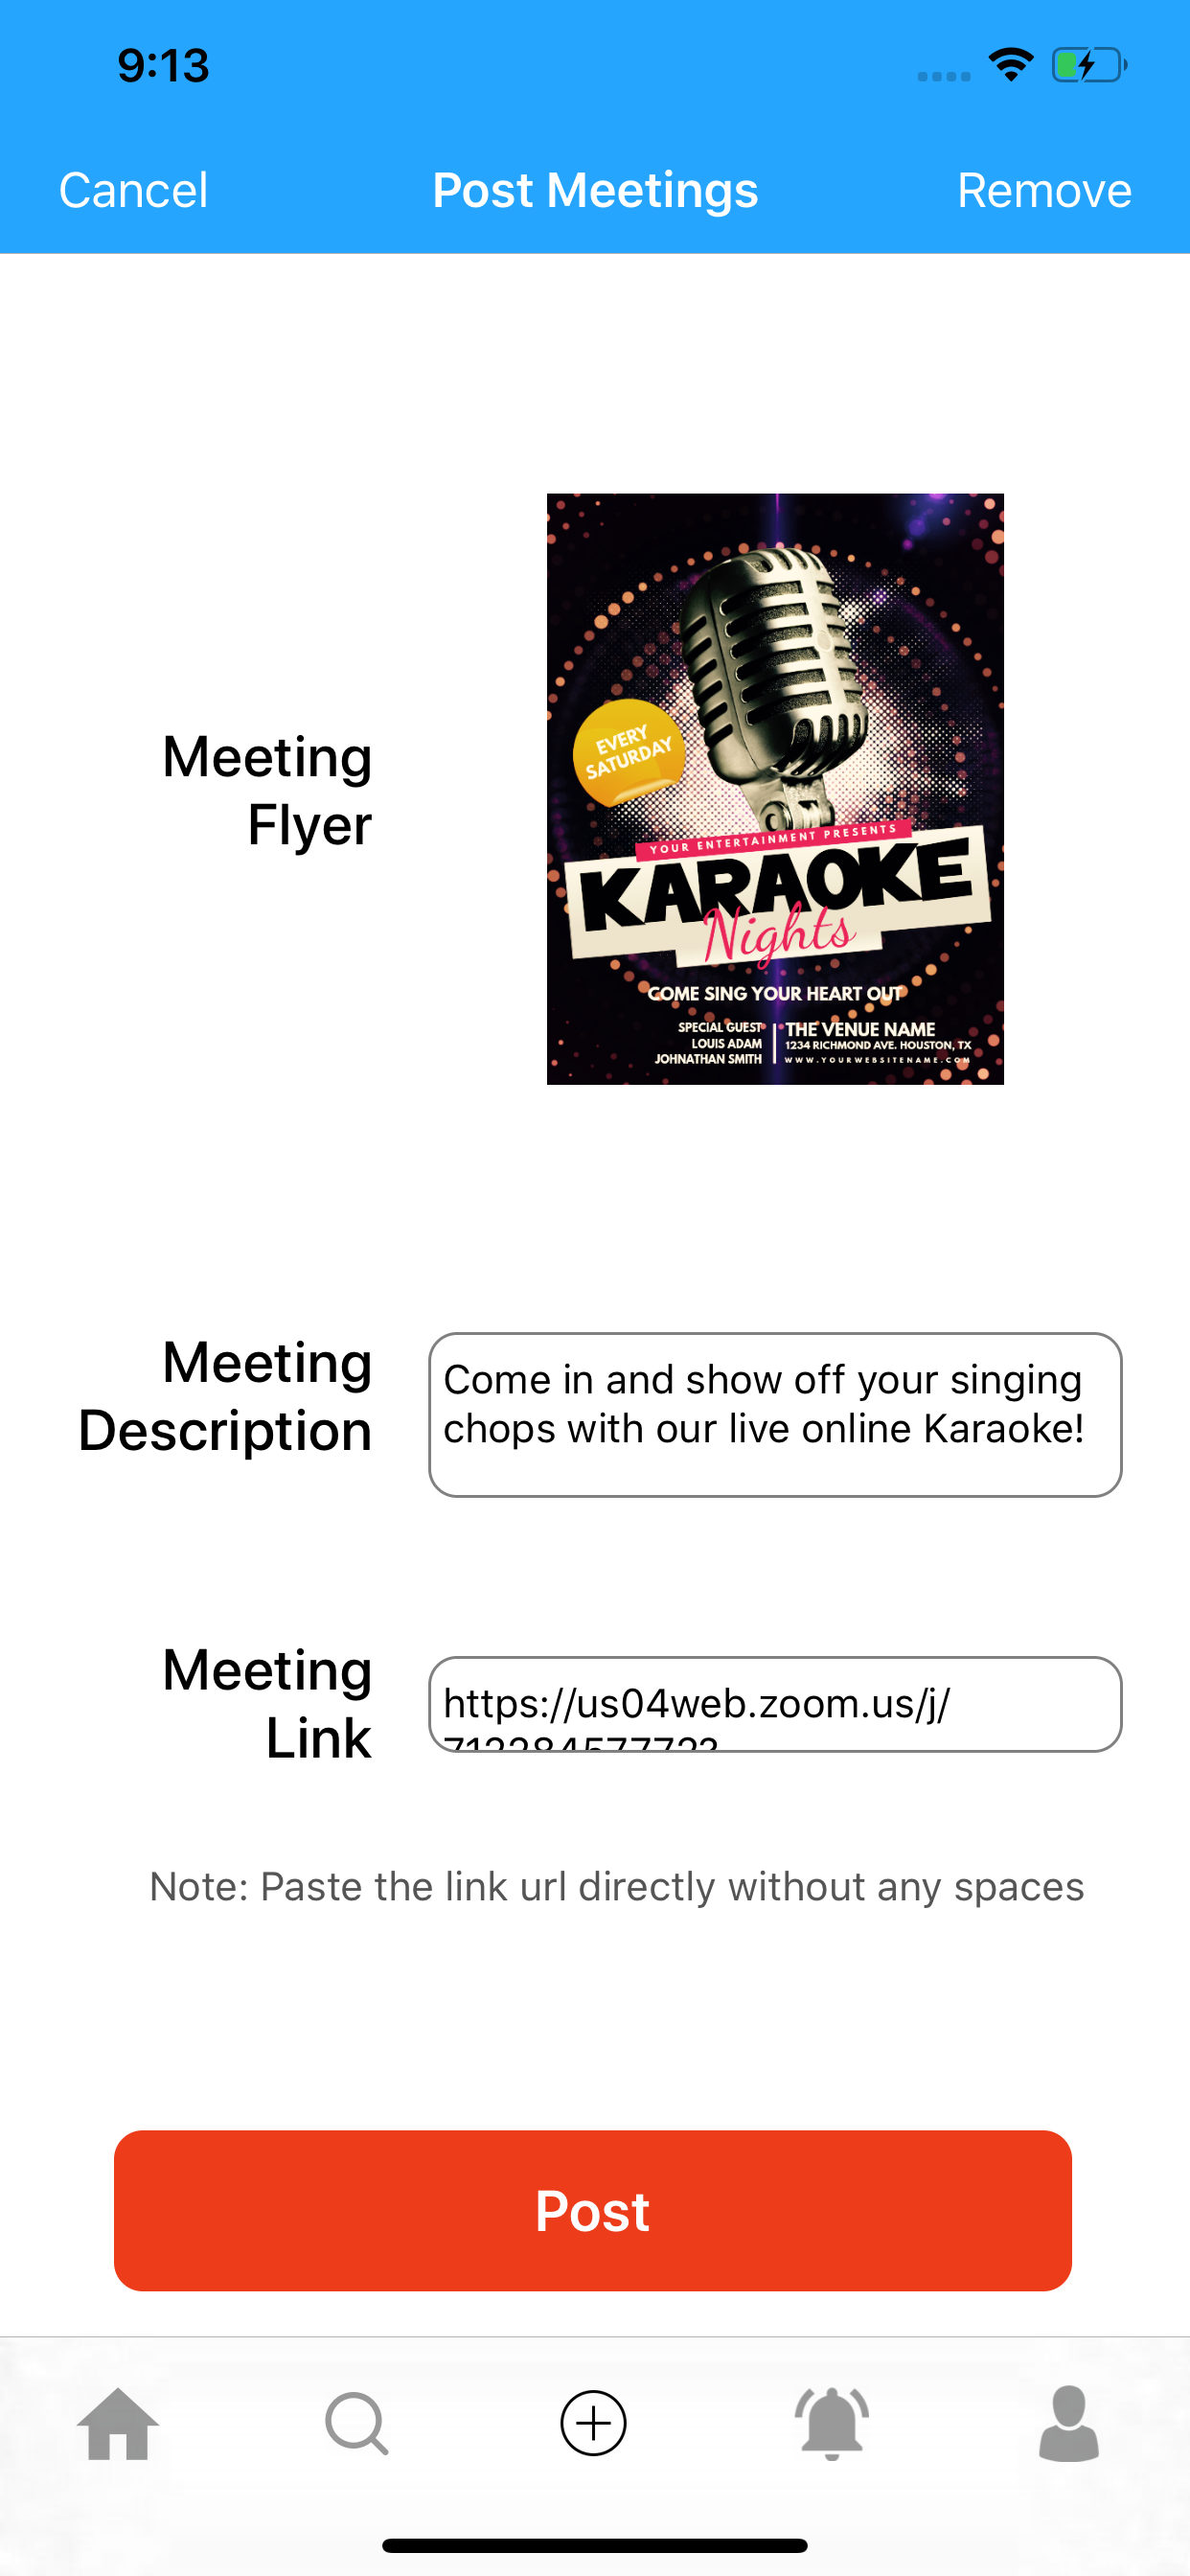 9:13
Cancel
Post Meetings
Remove
Meeting
Flyer
EVERY
SATURDAY
YOUR ENTERTAINMENT PRESENTS
KARAOKE
Nights
COME SING YOUR HEART OUT
SPECIAL GUEST
LOUIS ADAM
JOHNATHAN SMITH
THE VENUE NAME
1234 RICHMOND AVE. HOUSTON, TX
WWW.YOURWEBSITENAME.COM
Meeting
Description
Come in and show off your singing
chops with our live online Karaoke!
Meeting
Link
https://us04web.zoom.us/j/
Note: Paste the link url directly without any spaces
Post